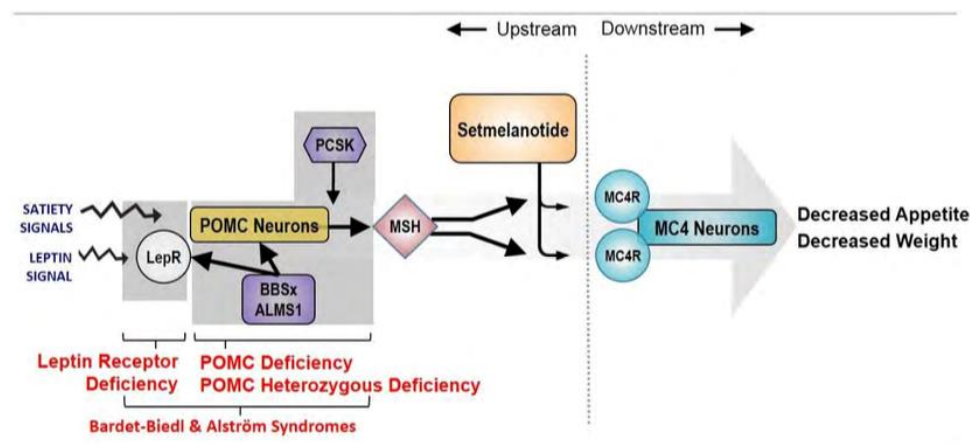 Upstream Downstream
Setmelanotide
PCSK
SATIETY
SIGNALS
POMC Neurons
MSH
MC4R
MC4 Neurons
Decreased Appetite
Decreased Weight
LEPTIN
SIGNAL
LepR
MC4R
BBSx
ALMS1
Leptin Receptor
Deficiency
POMC Deficiency
POMC Heterozygous Deficiency
Bardet-Biedl & Alström Syndromes